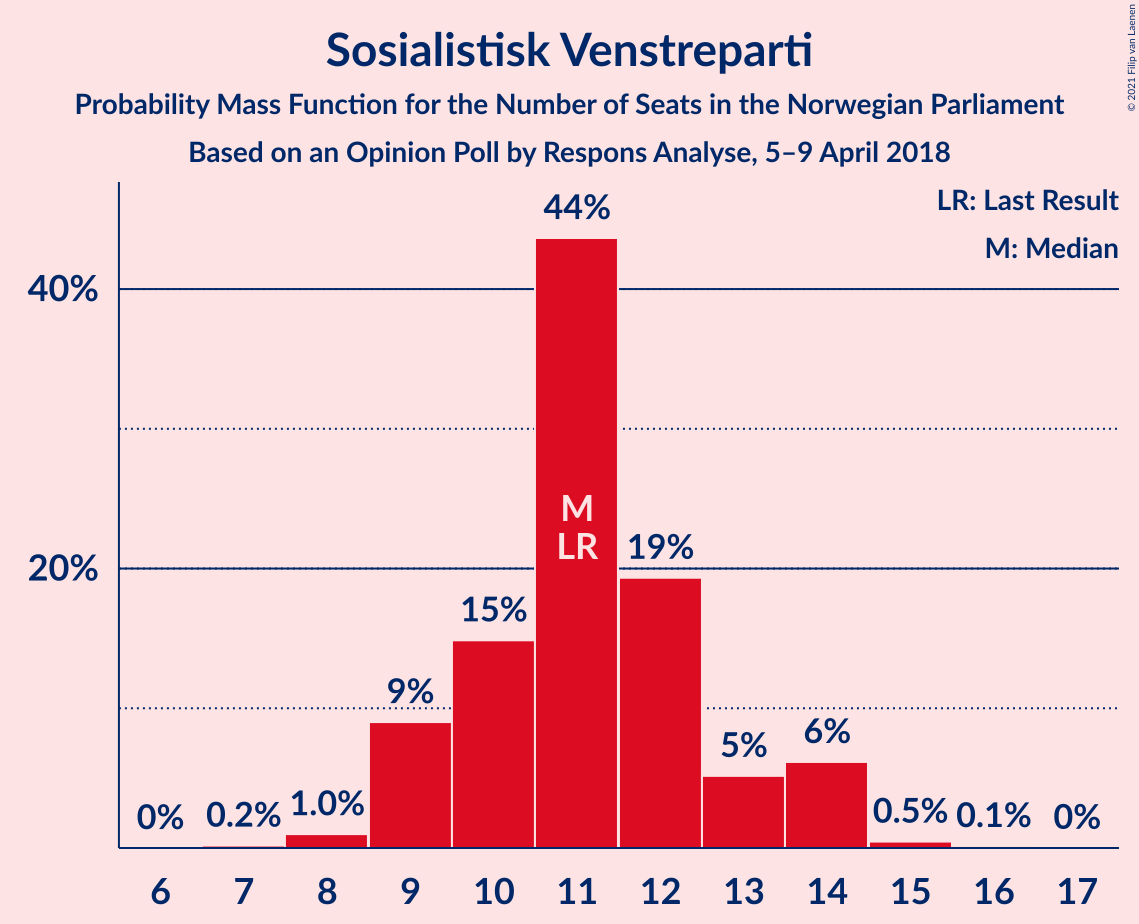 Sosialistisk Venstreparti
Probability Mass Function for the Number of Seats in the Norwegian Parliament
Based on an Opinion Poll by Respons Analyse, 5–9 April 2018
© 2021 Filip van Laenen
LR: Last Result
M: Median
44%
40%
M
LR
19%
20%
15%
9%
6%
5%
1.0%
0% 0.2% 0.5% 0.1% 0%
6 7 8 9 10 11 12 13 14 15 16 17